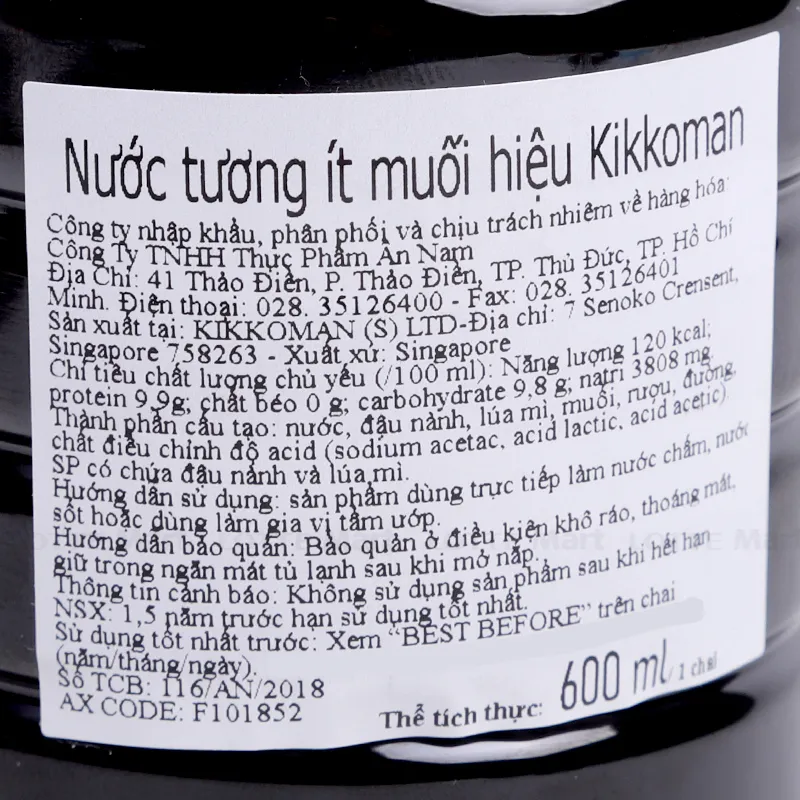 Nước tương ít muối hiệu Kikkoman
Công ty nhập khẩu, phân phối và chịu trách nhiệm về hàng hóa:
Công Ty TNHH Thực Phẩm Ân Nam
Địa Chỉ: 41 Thảo Điền, P. Thảo Điền, TP. Thủ Đức, TP. Hồ Chí
Minh. Điện thoại: 028. 35126400 - Fax: 028. 35126401
Sản xuất tại: KIKKOMAN (S) LTD-Địa chỉ: 7 Senoko Crensent,
Singapore 758263 - Xuất xứ: Singapore
Chỉ tiêu chất lượng chủ yếu (/100 ml): Năng lượng 120 kcal;
protein 9,9g; chất béo 0 g; carbohydrate 9,8 g; natri 3808 mg.
Thành phần cấu tạo: nước, đậu nành, lúa mì, muối, rượu, đường,
chất điều chỉnh độ acid (sodium acetac, acid lactic, acid acetic).
SP có chứa đậu nành và lúa mì.
Hướng dẫn sử dụng: sản phẩm dùng trực tiếp làm nước chấm, nước
sốt hoặc dùng làm gia vị tẩm ướp.
Hướng dẫn bảo quản: Bảo quản ở điều kiện khô ráo, thoáng mát,
giữ trong ngăn mát tủ lạnh sau khi mở nắp.
Thông tin cảnh báo: Không sử dụng sản phẩm sau khi hết hạn
NSX: 1,5 năm trước hạn sử dụng tốt nhất.
Sử dụng tốt nhất trước: Xem “BEST BEFORE” trên chai
(năm/tháng/ngày).
Số TCB: 116/AN/2018
AX CODE: F101852
Thể tích thực: 600 ml / 1 chai